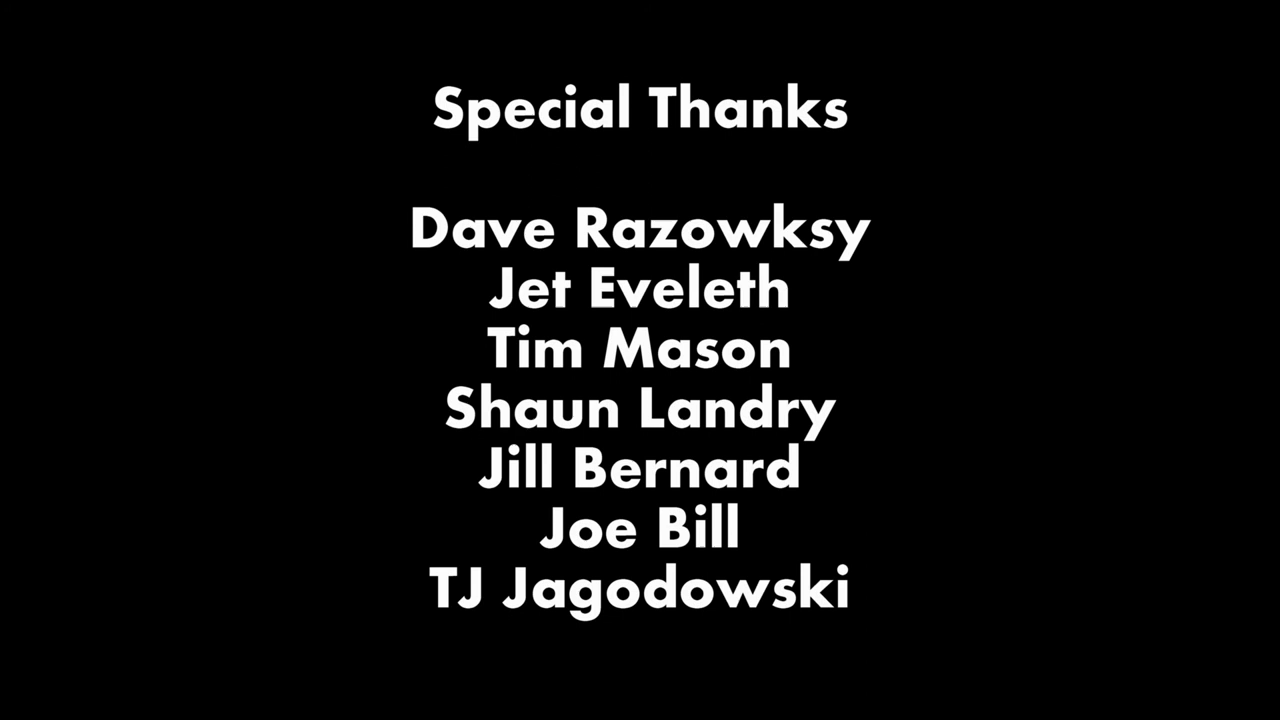 Special Thanks
Dave Razowksy
Jet Eveleth
Tim Mason
Shaun Landry
Jill Bernard
Joe Bill
TJ Jagodowski